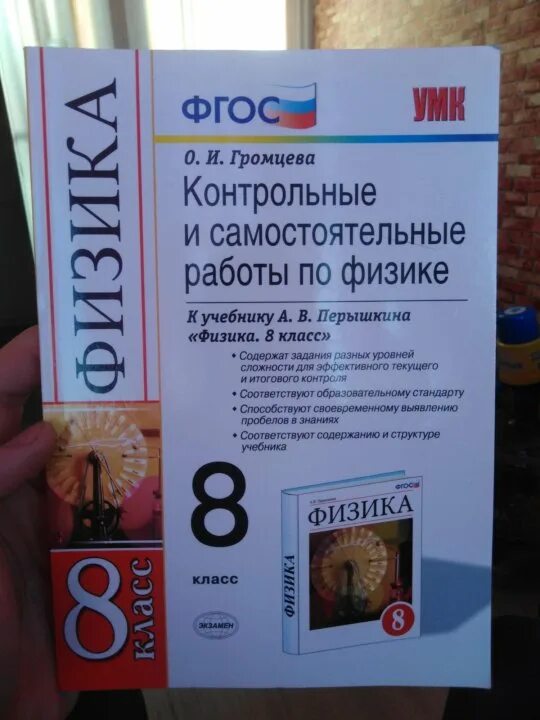 ФИЗИКА
ФГОС
УМК
О. И. Громцева
Контрольные
и самостоятельные
работы по физике
К учебнику А. В. Перышкина
«Физика. 8 класс»
• Содержат задания разных уровней
сложности для эффективного текущего
и итогового контроля
• Соответствуют образовательному стандарту
• Способствуют своевременному выявлению
пробелов в знаниях
• Соответствуют содержанию и структуре
учебника
8
класс
ЭКЗАМЕН
8 класс
ФГОС
ФИЗИКА
ФИЗИКА
8